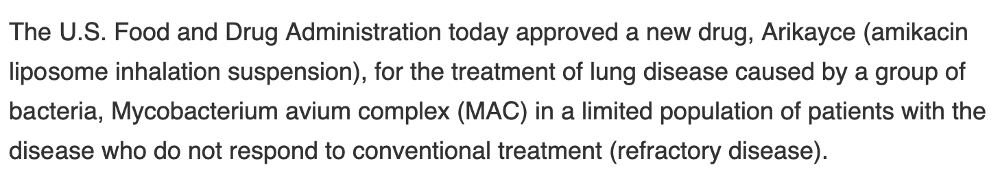 The U.S. Food and Drug Administration today approved a new drug, Arikayce (amikacin
liposome inhalation suspension), for the treatment of lung disease caused by a group of
bacteria, Mycobacterium avium complex (MAC) in a limited population of patients with the
disease who do not respond to conventional treatment (refractory disease).